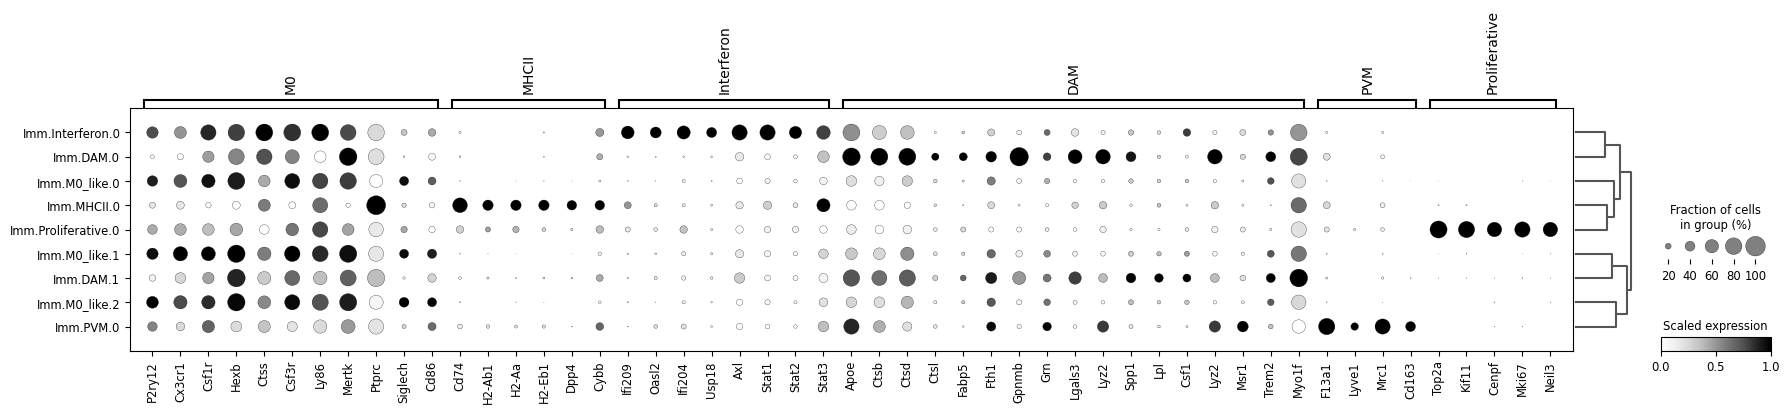 M0
MHCII
Interferon
DAM
PVM
Proliferative
Imm.Interferon.0
Imm.DAM.0
Imm.M0_like.0
Imm.MHCII.0
Imm.Proliferative.0
Imm.M0_like.1
Imm.DAM.1
Imm.M0_like.2
Imm.PVM.0
P2ry12
Cx3cr1
Csf1r
Hexb
Ctss
Csf3r
Ly86
Mertk
Ptprc
Siglech
Cd86
Cd74
H2-Ab1
H2-Aa
H2-Eb1
Dpp4
Cybb
Ifi209
Oasl2
Ifi204
Usp18
Axl
Stat1
Stat2
Stat3
Apoe
Ctsb
Ctsd
Ctsl
Fabp5
Fth1
Gpnmb
Grn
Lgals3
Lyz2
Spp1
Lpl
Csf1
Lyz2
Msr1
Trem2
Myo1f
F13a1
Lyve1
Mrc1
Cd163
Top2a
Kif11
Cenpf
Mki67
Neil3
Fraction of cells
in group (%)
20 40 60 80 100
Scaled expression
0.0 0.5 1.0